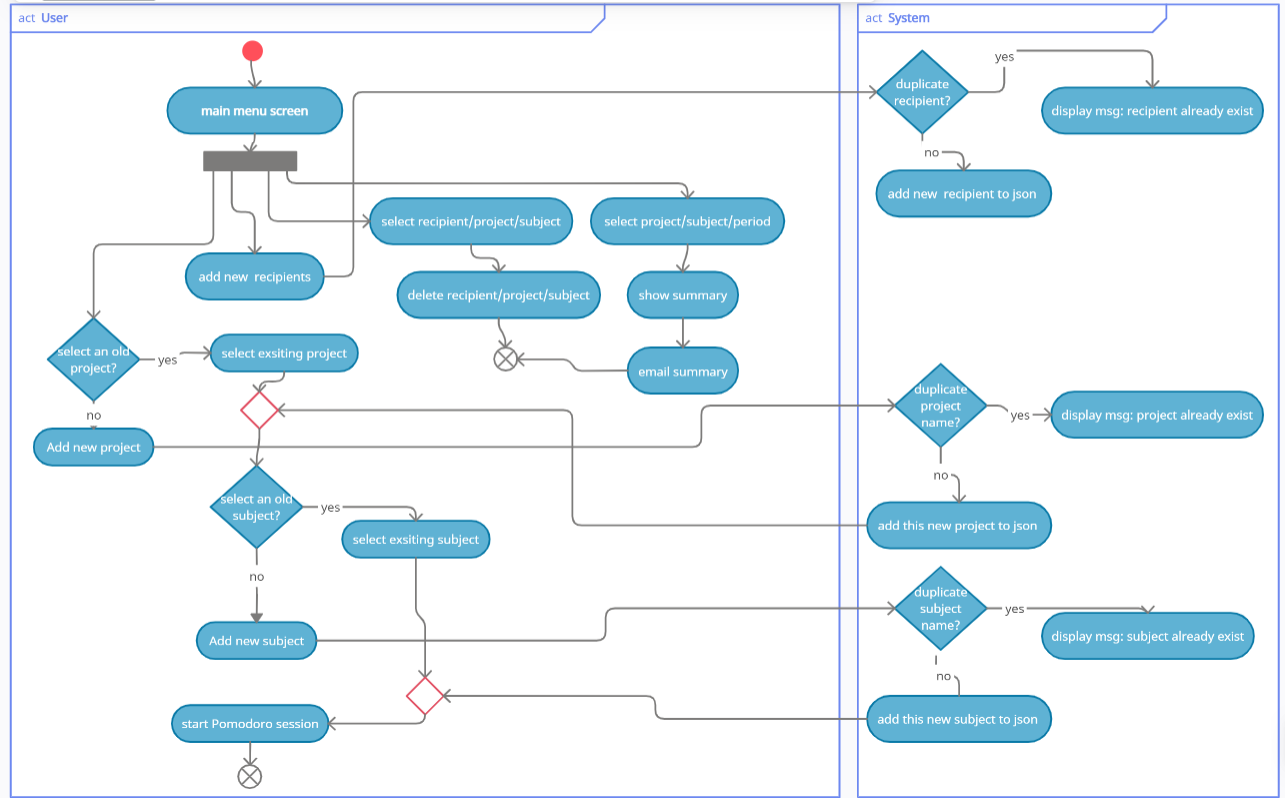 act User
act System
yes
duplicate
recipient?
main menu screen
display msg: recipient already exist
no
add new recipient to json
select recipient/project/subject
select project/subject/period
add new recipients
delete recipient/project/subject
show summary
select an old
project?
yes
select exsiting project
email summary
duplicate
project
name?
no
yes
display msg: project already exist
Add new project
no
select an old
subject?
yes
add this new project to json
select exsiting subject
no
duplicate
subject
name?
yes
Add new subject
display msg: subject already exist
no
start Pomodoro session
add this new subject to json